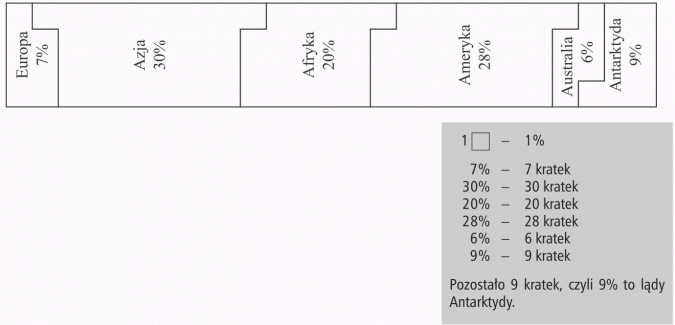 Europa
7%
Azja
30%
Afryka
20%
Ameryka
28%
Australia
6%
Antarktyda
9%
1 □ – 1%
7% – 7 kratek
30% – 30 kratek
20% – 20 kratek
28% – 28 kratek
6% – 6 kratek
9% – 9 kratek
Pozostało 9 kratek, czyli 9% to lądy
Antarktydy.